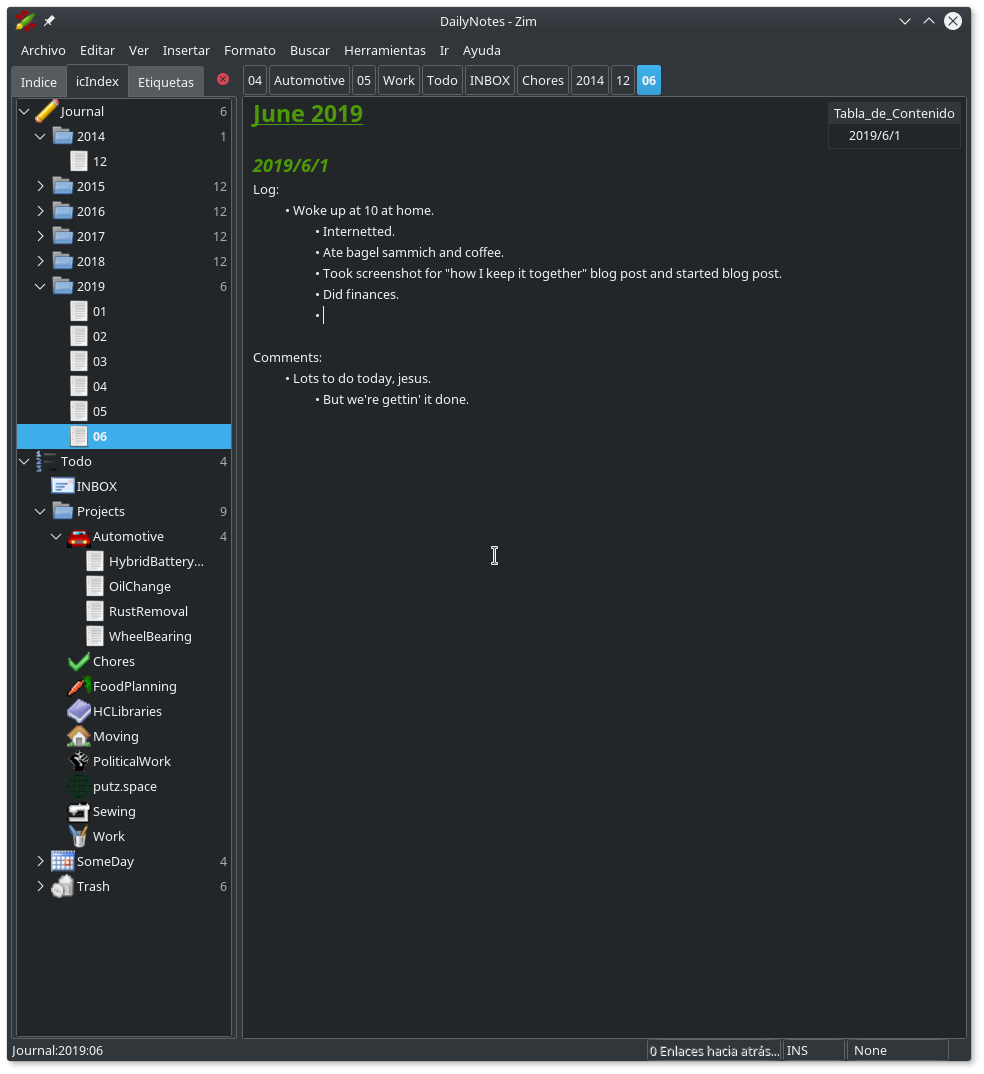 DailyNotes - Zim
Archivo Editar Ver Insertar Formato Buscar Herramientas Ir Ayuda
Indice icIndex Etiquetas
04 Automotive 05 Work Todo INBOX Chores 2014 12 06
Journal 6
2014 1
12
2015 12
2016 12
2017 12
2018 12
2019 6
01
02
03
04
05
06
Todo 4
INBOX
Projects 9
Automotive 4
HybridBattery...
OilChange
RustRemoval
WheelBearing
Chores
FoodPlanning
HCLibraries
Moving
PoliticalWork
putz.space
Sewing
Work
SomeDay 4
Trash 6
June 2019
2019/6/1
Log:
• Woke up at 10 at home.
• Internetted.
• Ate bagel sammich and coffee.
• Took screenshot for "how I keep it together" blog post and started blog post.
• Did finances.
•
Comments:
• Lots to do today, jesus.
• But we're gettin' it done.
Tabla_de_Contenido
2019/6/1
Journal:2019:06
0 Enlaces hacia atrás... INS None